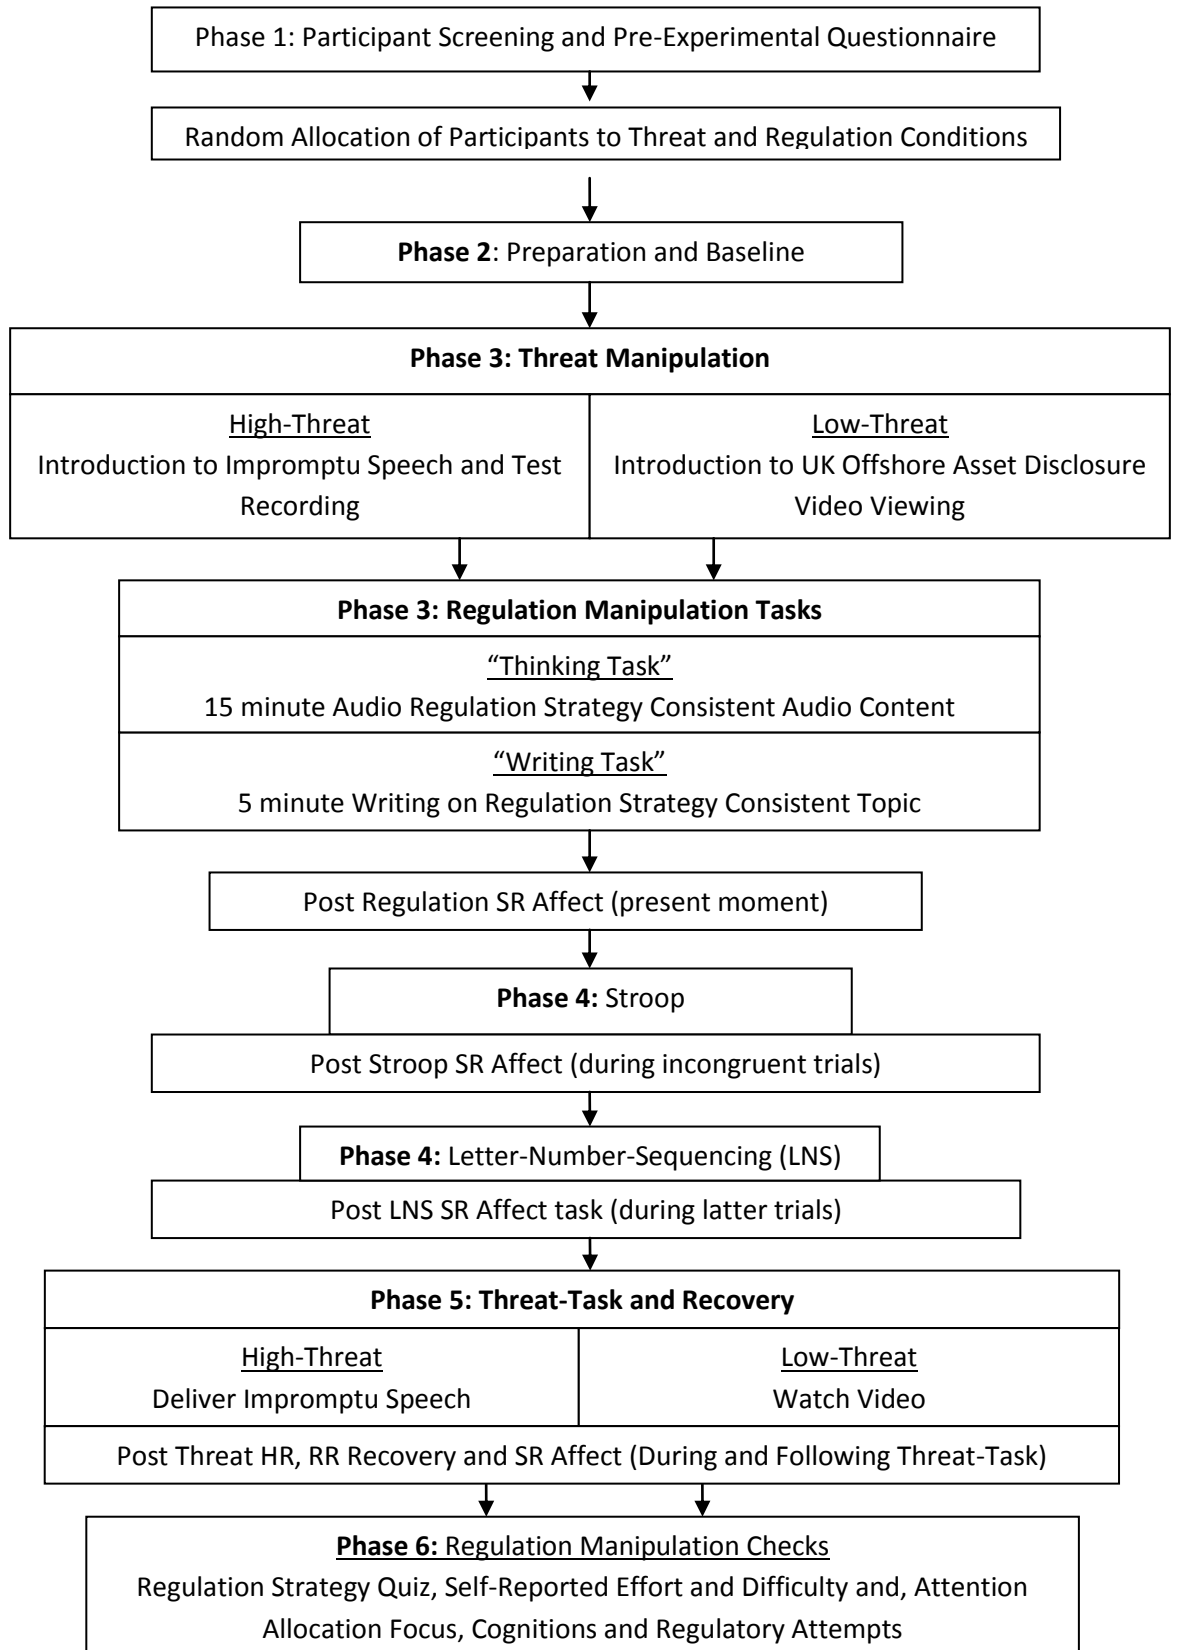 Phase 1: Participant Screening and Pre-Experimental Questionnaire
Random Allocation of Participants to Threat and Regulation Conditions
Phase 2: Preparation and Baseline
Phase 3: Threat Manipulation
High-Threat
Introduction to Impromptu Speech and Test
Recording
Low-Threat
Introduction to UK Offshore Asset Disclosure
Video Viewing
Phase 3: Regulation Manipulation Tasks
“Thinking Task”
15 minute Audio Regulation Strategy Consistent Audio Content
“Writing Task”
5 minute Writing on Regulation Strategy Consistent Topic
Post Regulation SR Affect (present moment)
Phase 4: Stroop
Post Stroop SR Affect (during incongruent trials)
Phase 4: Letter-Number-Sequencing (LNS)
Post LNS SR Affect task (during latter trials)
Phase 5: Threat-Task and Recovery
High-Threat
Deliver Impromptu Speech
Low-Threat
Watch Video
Post Threat HR, RR Recovery and SR Affect (During and Following Threat-Task)
Phase 6: Regulation Manipulation Checks
Regulation Strategy Quiz, Self-Reported Effort and Difficulty and, Attention
Allocation Focus, Cognitions and Regulatory Attempts